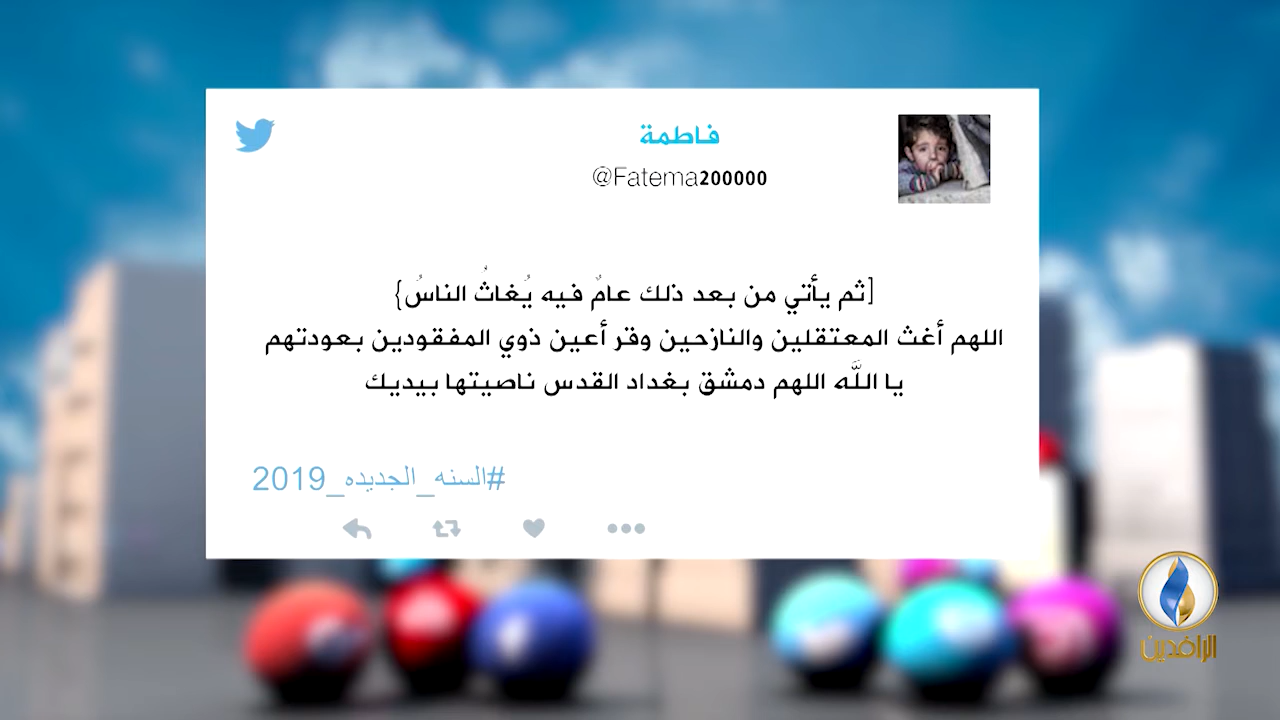 فاطمة
@Fatema200000
[ثم يأتي من بعد ذلك عامٌ فيه يُغاثُ الناسُ}
اللهم أغث المعتقلين والنازحين وقر أعين ذوي المفقودين بعودتهم
يا اللَّه اللهم دمشق بغداد القدس ناصيتها بيديك
#السنه_الجديده_2019
الرافدين